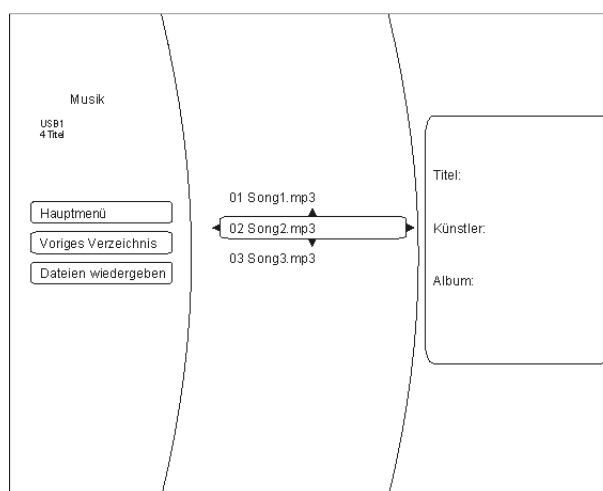 Musik
USB1
4 Titel
Hauptmenü
Voriges Verzeichnis
Dateien wiedergeben
01 Song1.mp3
02 Song2.mp3
03 Song3.mp3
Titel:
Künstler:
Album: